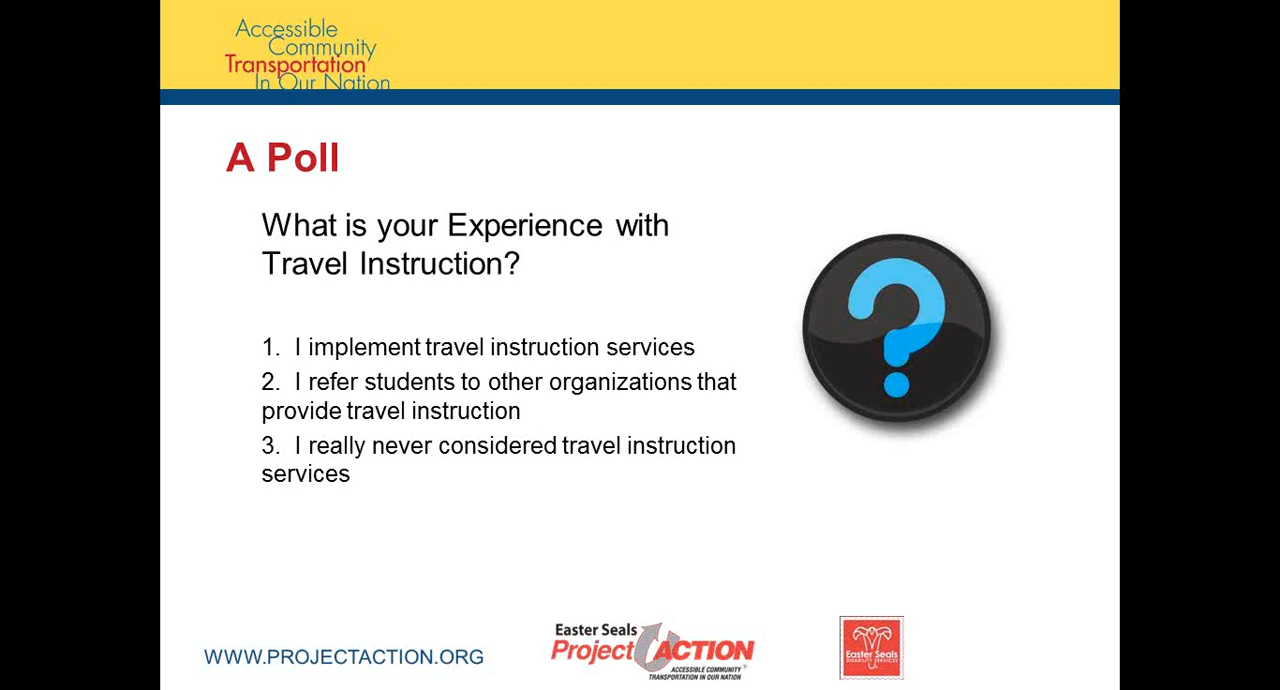 Accessible
Community
Transportation
In Our Nation
A Poll
What is your Experience with
Travel Instruction?
1. I implement travel instruction services
2. I refer students to other organizations that
provide travel instruction
3. I really never considered travel instruction
services
WWW.PROJECTACTION.ORG
Easter Seals
Project ACTION
ACCESSIBLE COMMUNITY
TRANSPORTATION IN OUR NATION
Easter Seals
DISABILITY SERVICES